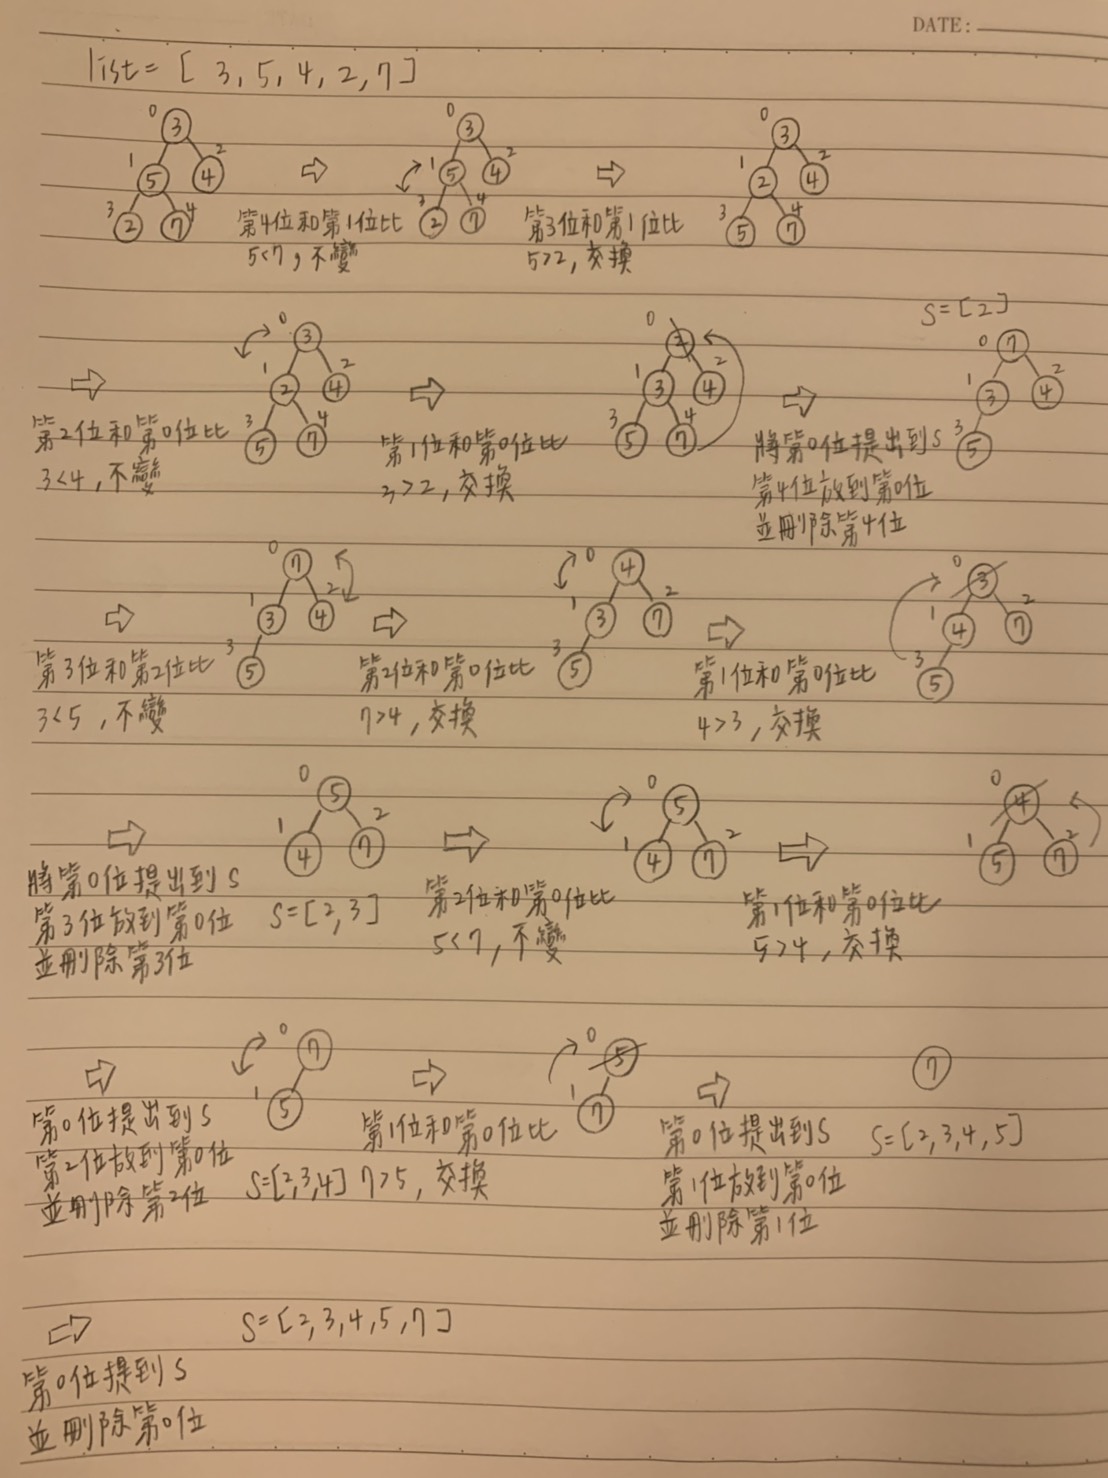 DATE:
list = [ 3, 5, 4, 2, 7 ]
0 3
1 5 2 4
3 2 4 7
第4位和第1位比
5<7,不變
0 3
1 5 2 4
3 2 4 7
第3位和第1位比
5>2,交換
0 3
1 2 2 4
3 5 4 7
第2位和第0位比
3<4,不變
0 3
1 2 2 4
3 5 4 7
第1位和第0位比
3>2,交換
0 2
1 3 2 4
3 5 4 7
將第0位提出到S
第4位放到第0位
並刪除第4位
S=[2]
0 7
1 3 2 4
3 5
第3位和第2位比
3<5,不變
0 7
1 3 2 4
3 5
第2位和第0位比
7>4,交換
0 4
1 3 2 7
3 5
第1位和第0位比
4>3,交換
0 3
1 4 2 7
3 5
將第0位提出到S
第3位放到第0位
並刪除第3位
0 5
1 4 2 7
S=[2,3]
第2位和第0位比
5<7,不變
0 5
1 4 2 7
第1位和第0位比
5>4,交換
0 4
1 5 2 7
第0位提出到S
第2位放到第0位
並刪除第2位
0 7
1 5
S=[2,3,4]
第1位和第0位比
7>5,交換
0 5
1 7
第0位提出到S
第1位放到第0位
並刪除第1位
7
S=[2,3,4,5]
第0位提到S
並刪除第0位
S=[2,3,4,5,7]